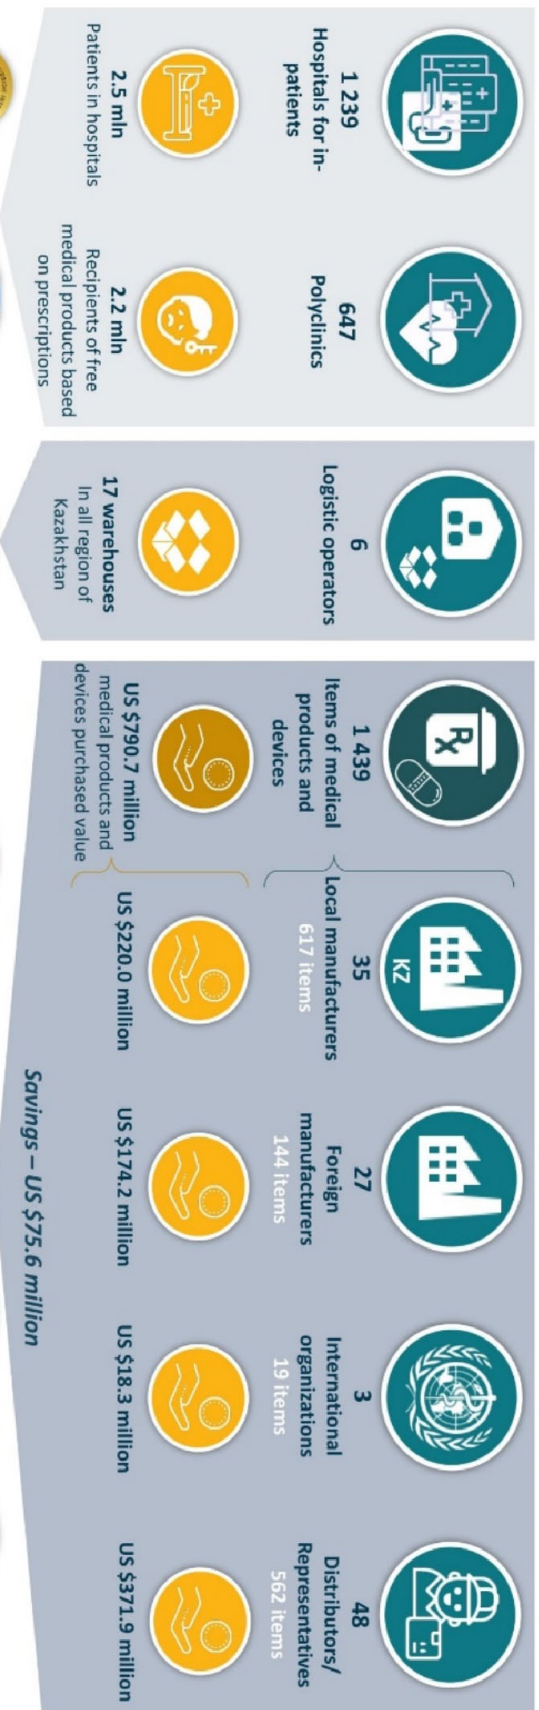 1 239
Hospitals for in-
patients
2.5 mln
Patients in hospitals
647
Polyclinics
2.2 mln
Recipients of free
medical products based
on prescriptions
6
Logistic operators
17 warehouses
In all region of
Kazakhstan
Rx
1 439
Items of medical
products and
devices
US $790.7 million
medical products and
devices purchased value
KZ
35
Local manufacturers
617 items
US $220.0 million
27
Foreign
manufacturers
144 items
US $174.2 million
3
International
organizations
19 items
US $18.3 million
48
Distributors/
Representatives
562 items
US $371.9 million
Savings – US $75.6 million